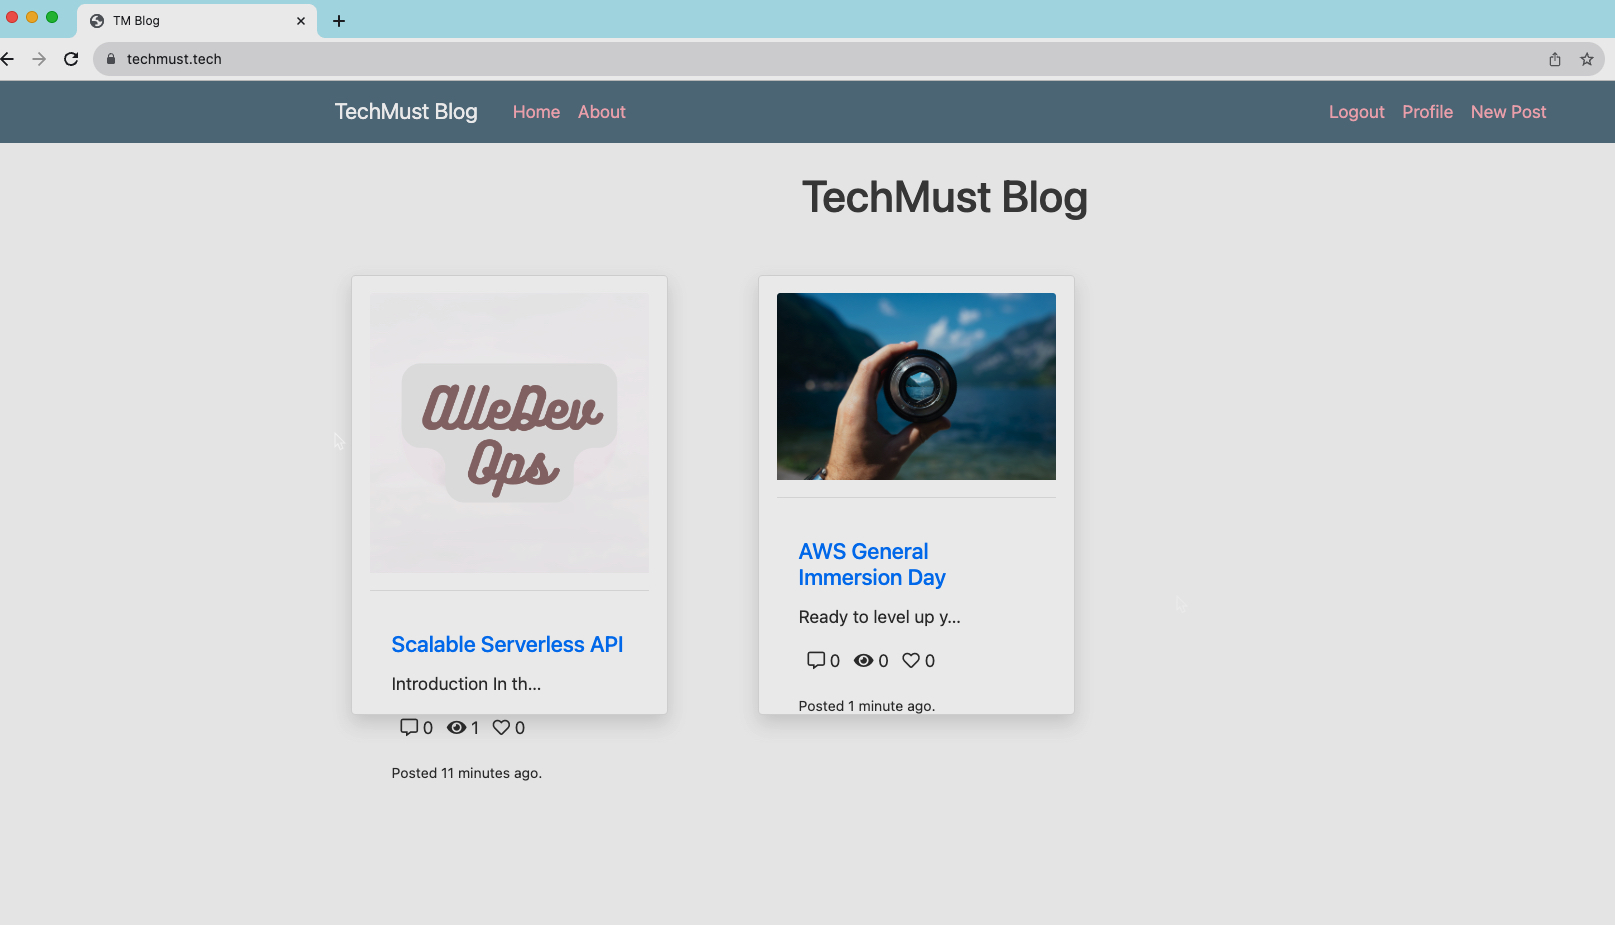 TM Blog
techmust.tech
TechMust Blog Home About Logout Profile New Post
TechMust Blog
AlleDev
Ops
Scalable Serverless API
Introduction In th...
0 1 0
Posted 11 minutes ago.
AWS General
Immersion Day
Ready to level up y...
0 0 0
Posted 1 minute ago.